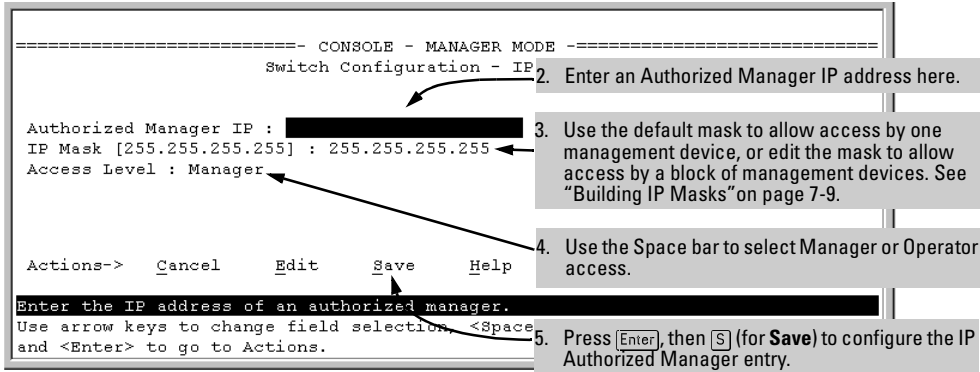 ==========================- CONSOLE - MANAGER MODE -============================
Switch Configuration - IP
2. Enter an Authorized Manager IP address here.
Authorized Manager IP :
IP Mask [255.255.255.255] : 255.255.255.255
Access Level : Manager
3. Use the default mask to allow access by one
management device, or edit the mask to allow
access by a block of management devices. See
“Building IP Masks”on page 7-9.
4. Use the Space bar to select Manager or Operator
access.
Actions-> Cancel Edit Save Help
Enter the IP address of an authorized manager.
Use arrow keys to change field selection, <Space
and <Enter> to go to Actions.
5. Press Enter, then S (for Save) to configure the IP
Authorized Manager entry.